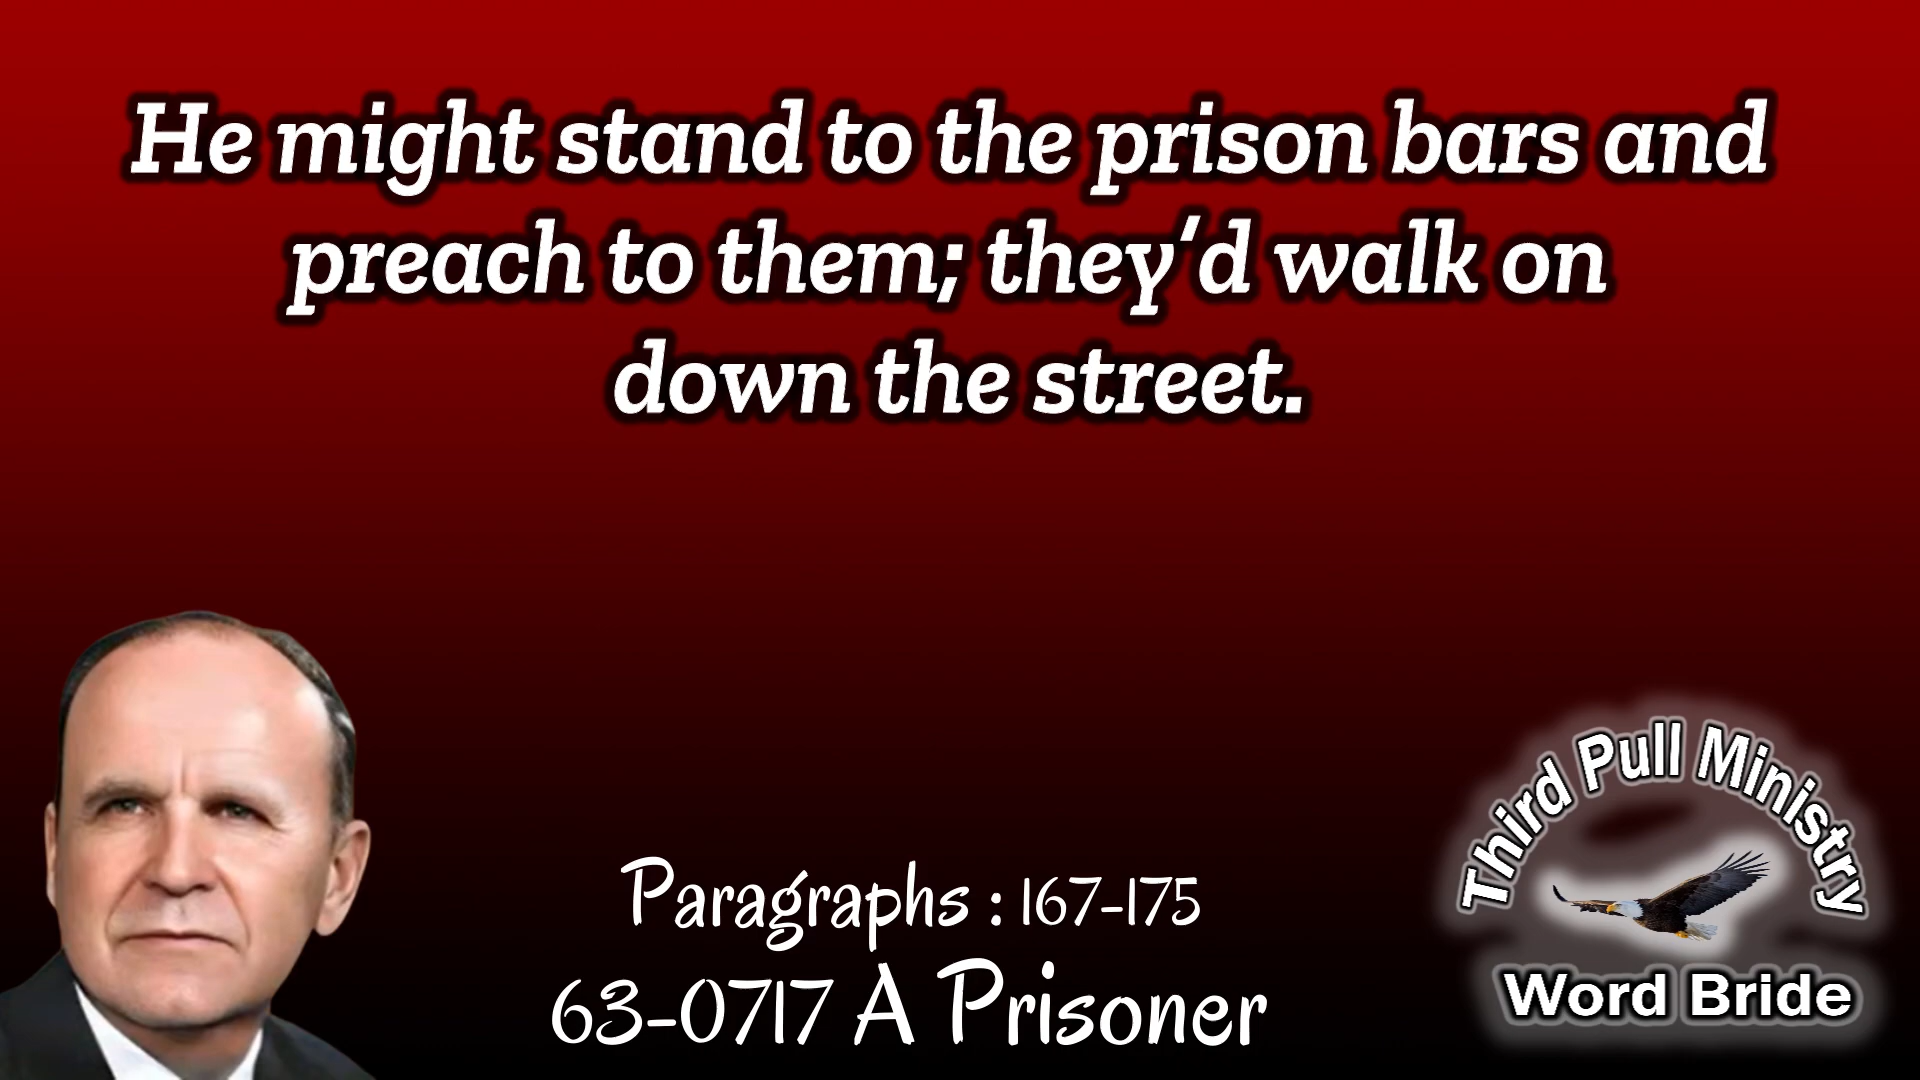 He might stand to the prison bars and
preach to them; they’d walk on
down the street.
Third Pull Ministry
Word Bride
Paragraphs : 167-175
63-0717 A Prisoner